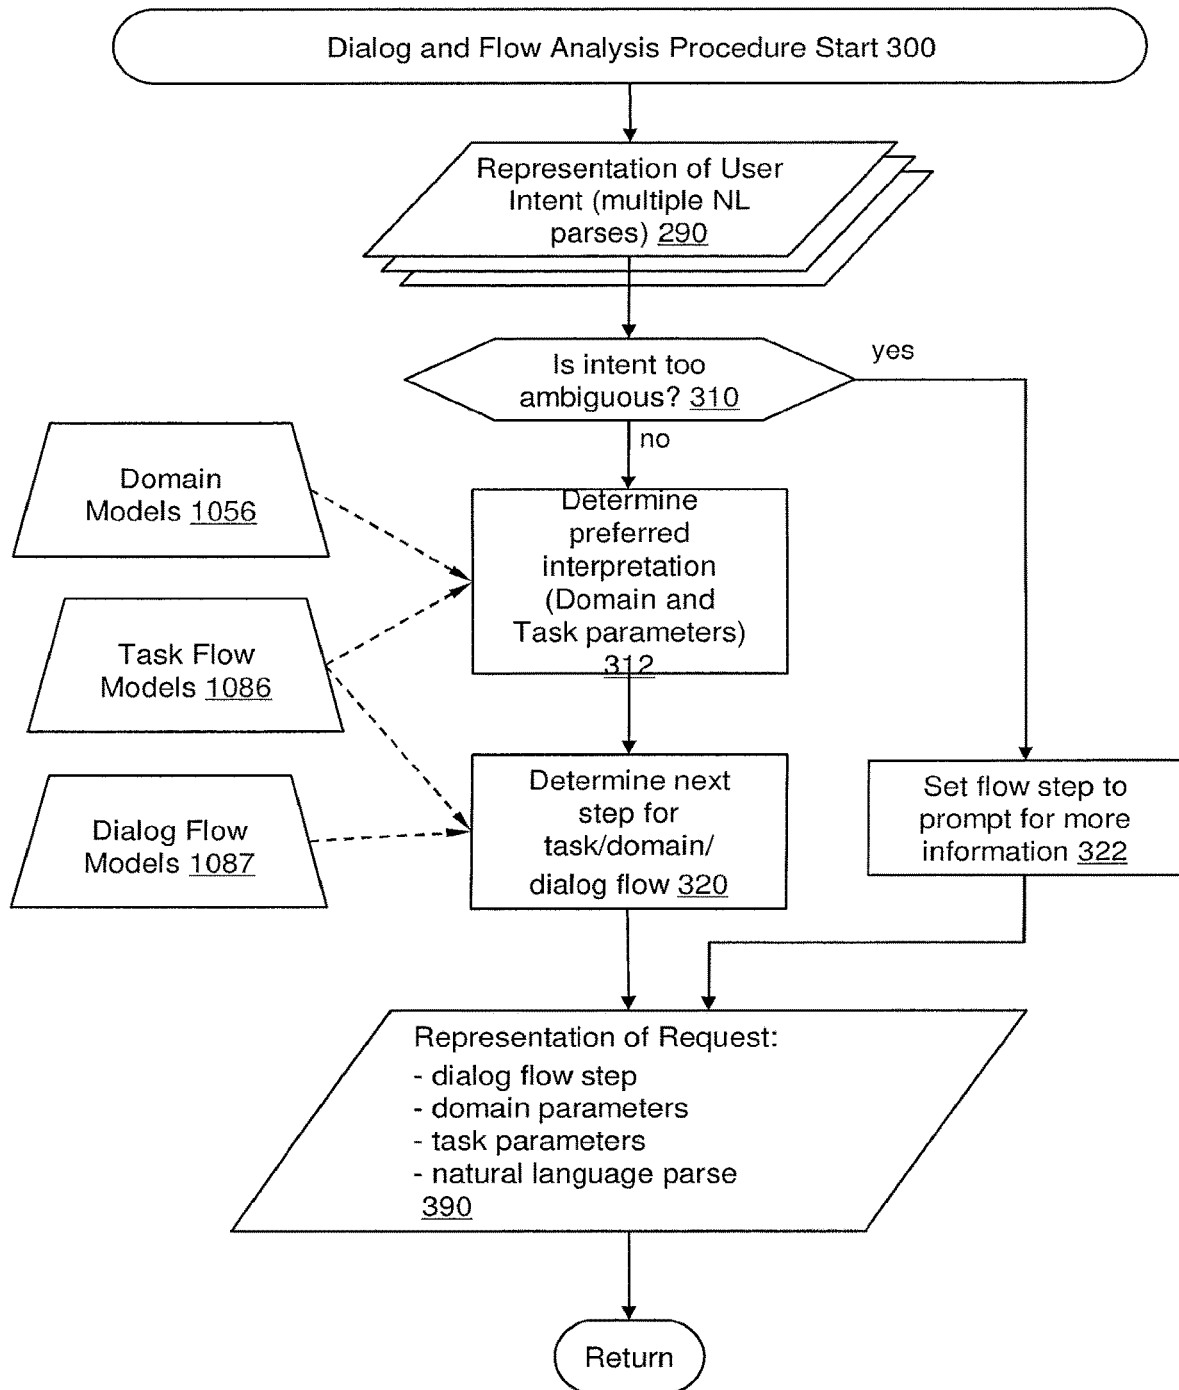 Dialog and Flow Analysis Procedure Start 300
Representation of User
Intent (multiple NL
parses) 290
Is intent too
ambiguous? 310
yes
no
Domain
Models 1056
Determine
preferred
interpretation
(Domain and
Task parameters)
312
Task Flow
Models 1086
Dialog Flow
Models 1087
Determine next
step for
task/domain/
dialog flow 320
Set flow step to
prompt for more
information 322
Representation of Request:
- dialog flow step
- domain parameters
- task parameters
- natural language parse
390
Return